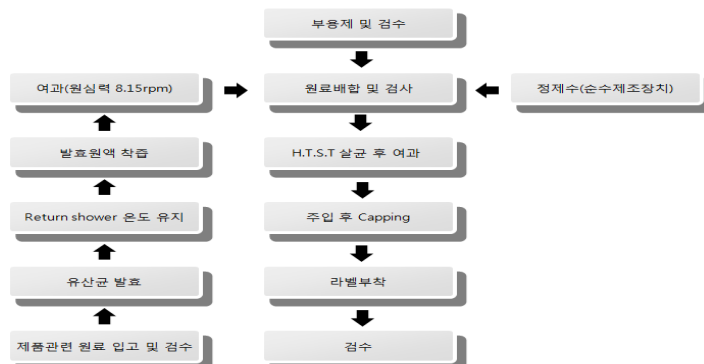 부용제 및 검수
여과(원심력 8.15rpm)
원료배합 및 검사
정제수(순수제조장치)
발효원액 착즙
H.T.S.T 살균 후 여과
Return shower 온도 유지
주입 후 Capping
유산균 발효
라벨부착
제품관련 원료 입고 및 검수
검수